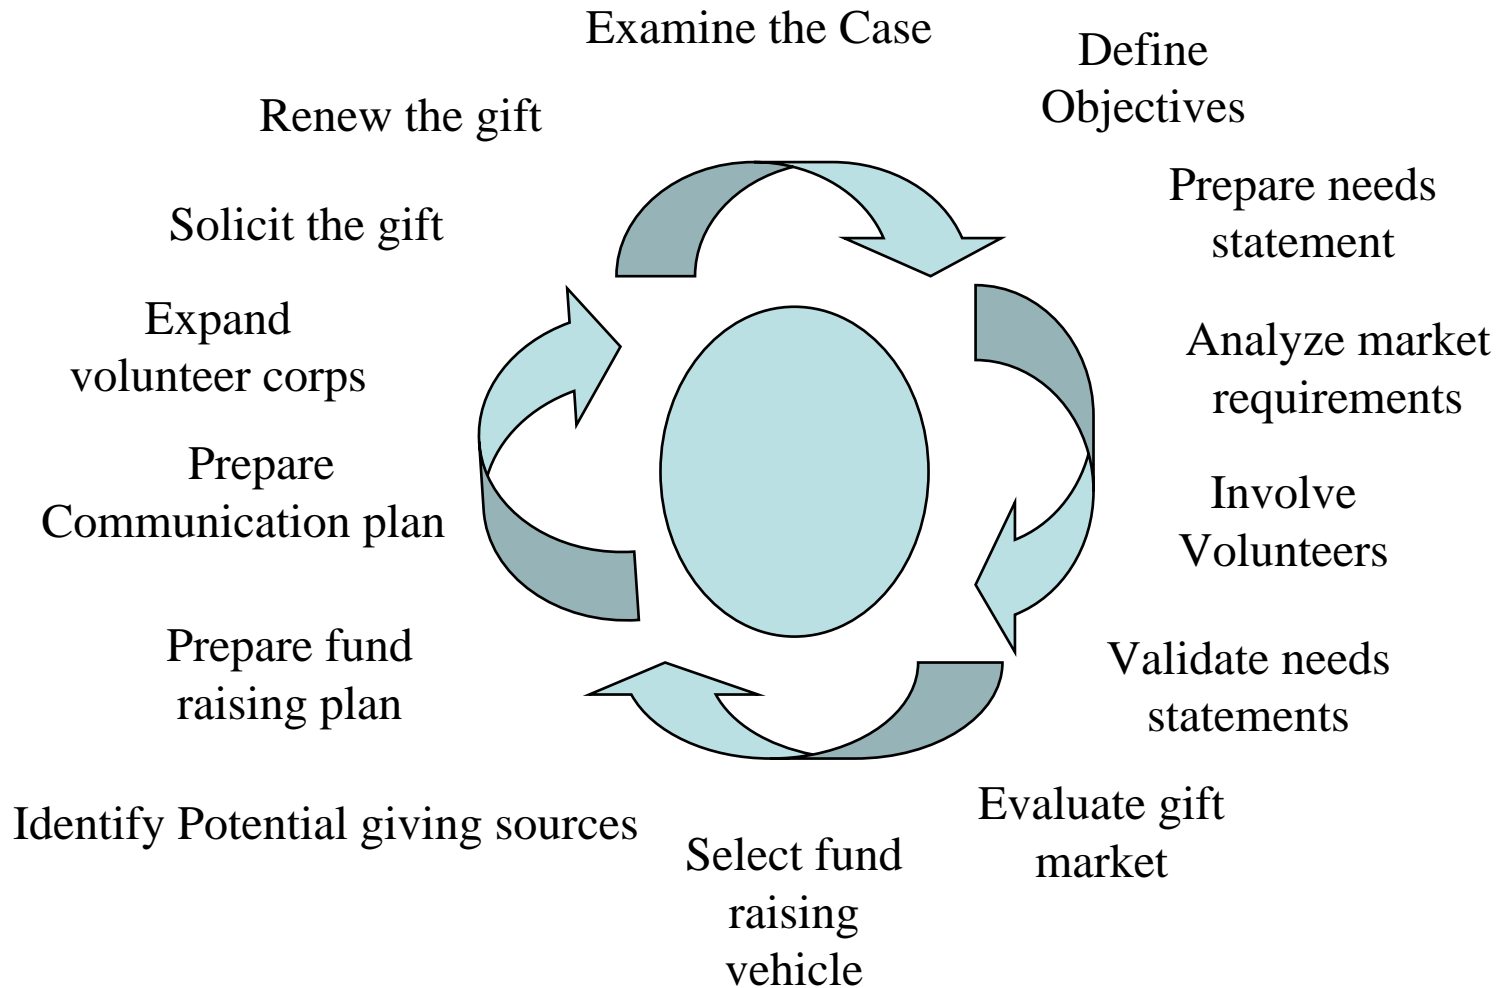 Examine the Case
Define
Objectives
Prepare needs
statement
Analyze market
requirements
Involve
Volunteers
Validate needs
statements
Evaluate gift
market
Select fund
raising
vehicle
Identify Potential giving sources
Prepare fund
raising plan
Prepare
Communication plan
Expand
volunteer corps
Solicit the gift
Renew the gift